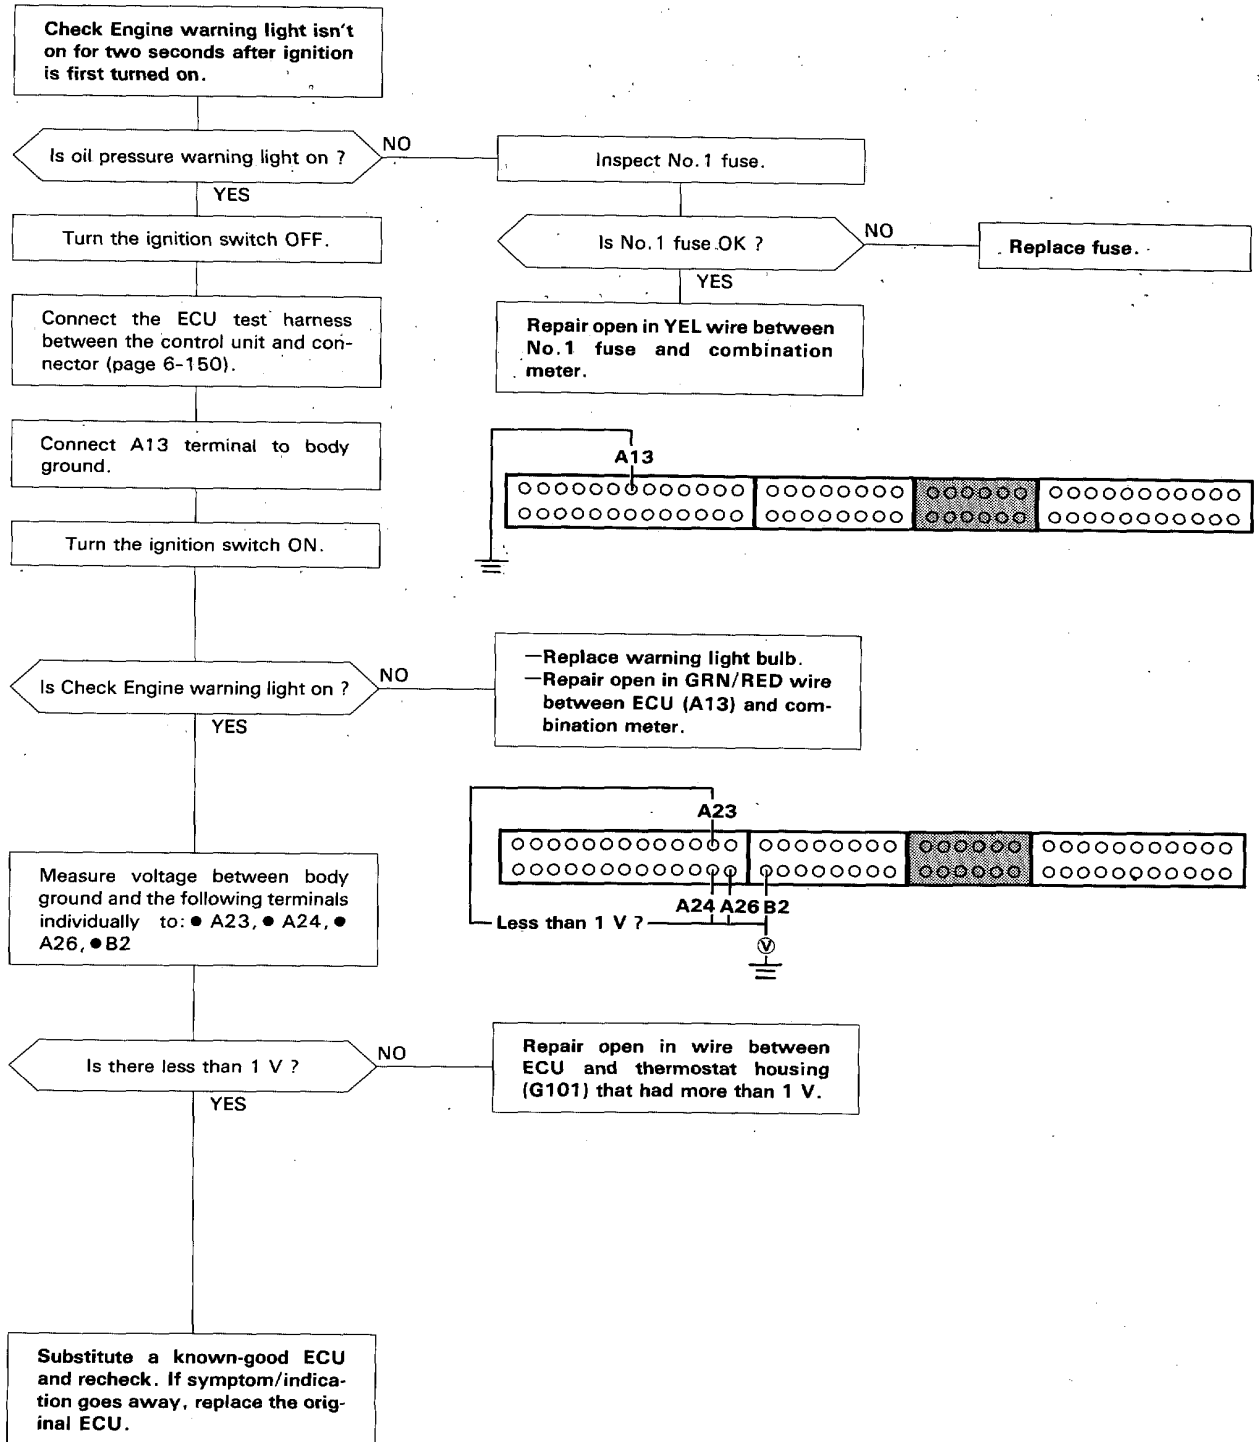 Check Engine warning light isn't
on for two seconds after ignition
is first turned on.
Is oil pressure warning light on ?
NO
YES
Inspect No.1 fuse.
Turn the ignition switch OFF.
Is No.1 fuse OK ?
NO
YES
Replace fuse.
Connect the ECU test harness
between the control unit and con-
nector (page 6-150).
Repair open in YEL wire between
No.1 fuse and combination
meter.
Connect A13 terminal to body
ground.
A13
Turn the ignition switch ON.
Is Check Engine warning light on ?
NO
YES
—Replace warning light bulb.
—Repair open in GRN/RED wire
between ECU (A13) and com-
bination meter.
A23
Measure voltage between body
ground and the following terminals
individually to: ● A23, ● A24, ●
A26, ● B2
A24 A26 B2
Less than 1 V ?
V
Is there less than 1 V ?
NO
YES
Repair open in wire between
ECU and thermostat housing
(G101) that had more than 1 V.
Substitute a known-good ECU
and recheck. If symptom/indica-
tion goes away, replace the orig-
inal ECU.